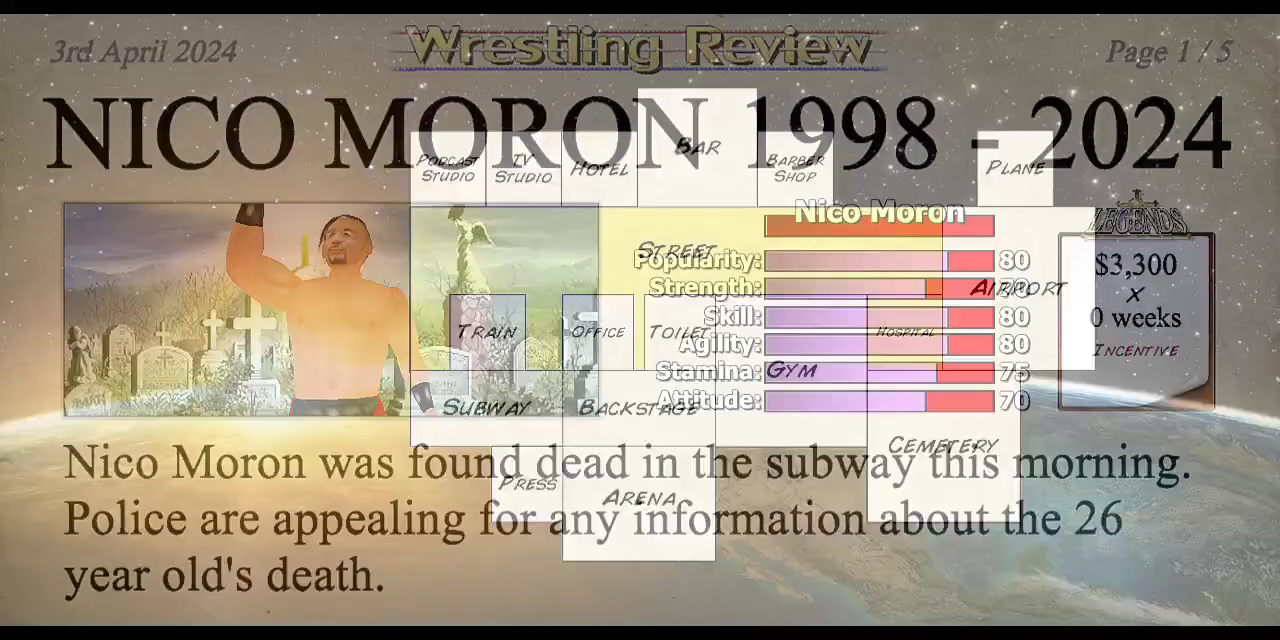 3rd April 2024
Wrestling Review
Page 1 / 5
NICO MORON 1998 - 2024
BAR
PODCAST STUDIO
TV STUDIO
HOTEL
BARBER SHOP
PLANE
LEGENDS
Nico Moron
STREET
Popularity: 80
Strength:
AIRPORT
Skill: 80
Agility: 80
Stamina: 75
Attitude: 70
$3,300
x
0 weeks
INCENTIVE
TRAIN
OFFICE
TOILET
HOSPITAL
GYM
SUBWAY
BACKSTAGE
CEMETERY
Nico Moron was found dead in the subway this morning.
PRESS
ARENA
Police are appealing for any information about the 26
year old's death.